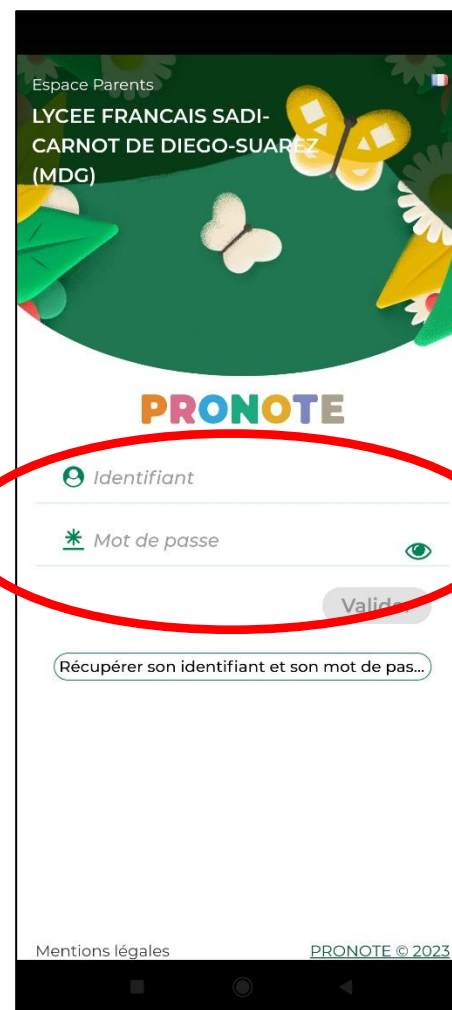 Espace Parents
LYCEE FRANCAIS SADI-
CARNOT DE DIEGO-SUAREZ
(MDG)
PRONOTE
Identifiant
Mot de passe
Valider
Récupérer son identifiant et son mot de pas...
Mentions légales PRONOTE © 2023